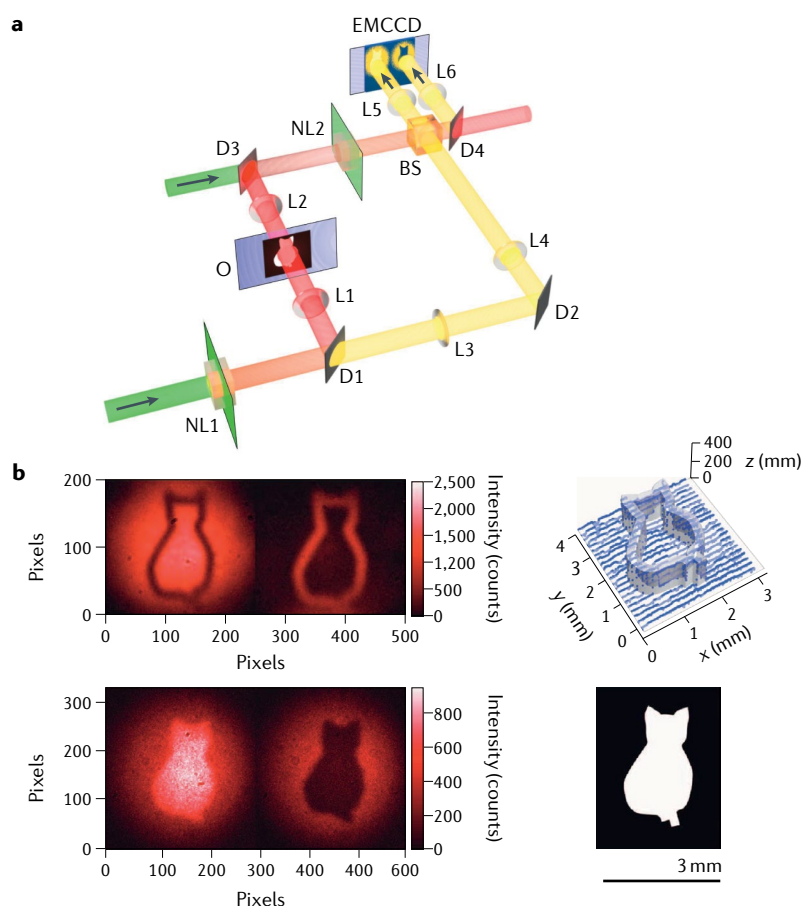 a
EMCCD
L6
L5
NL2
D3
D4
BS
L2
O
L4
L1
D2
L3
D1
NL1
b
200
100
0
Pixels
0 100 200 300 400 500
Pixels
2,500
2,000
1,500
1,000
500
0
Intensity (counts)
400
200
0
z (mm)
4
3
2
1
0
y (mm)
0
1
2
3
x (mm)
300
200
100
0
Pixels
0 100 200 300 400 500 600
Pixels
800
600
400
200
0
Intensity (counts)
3 mm